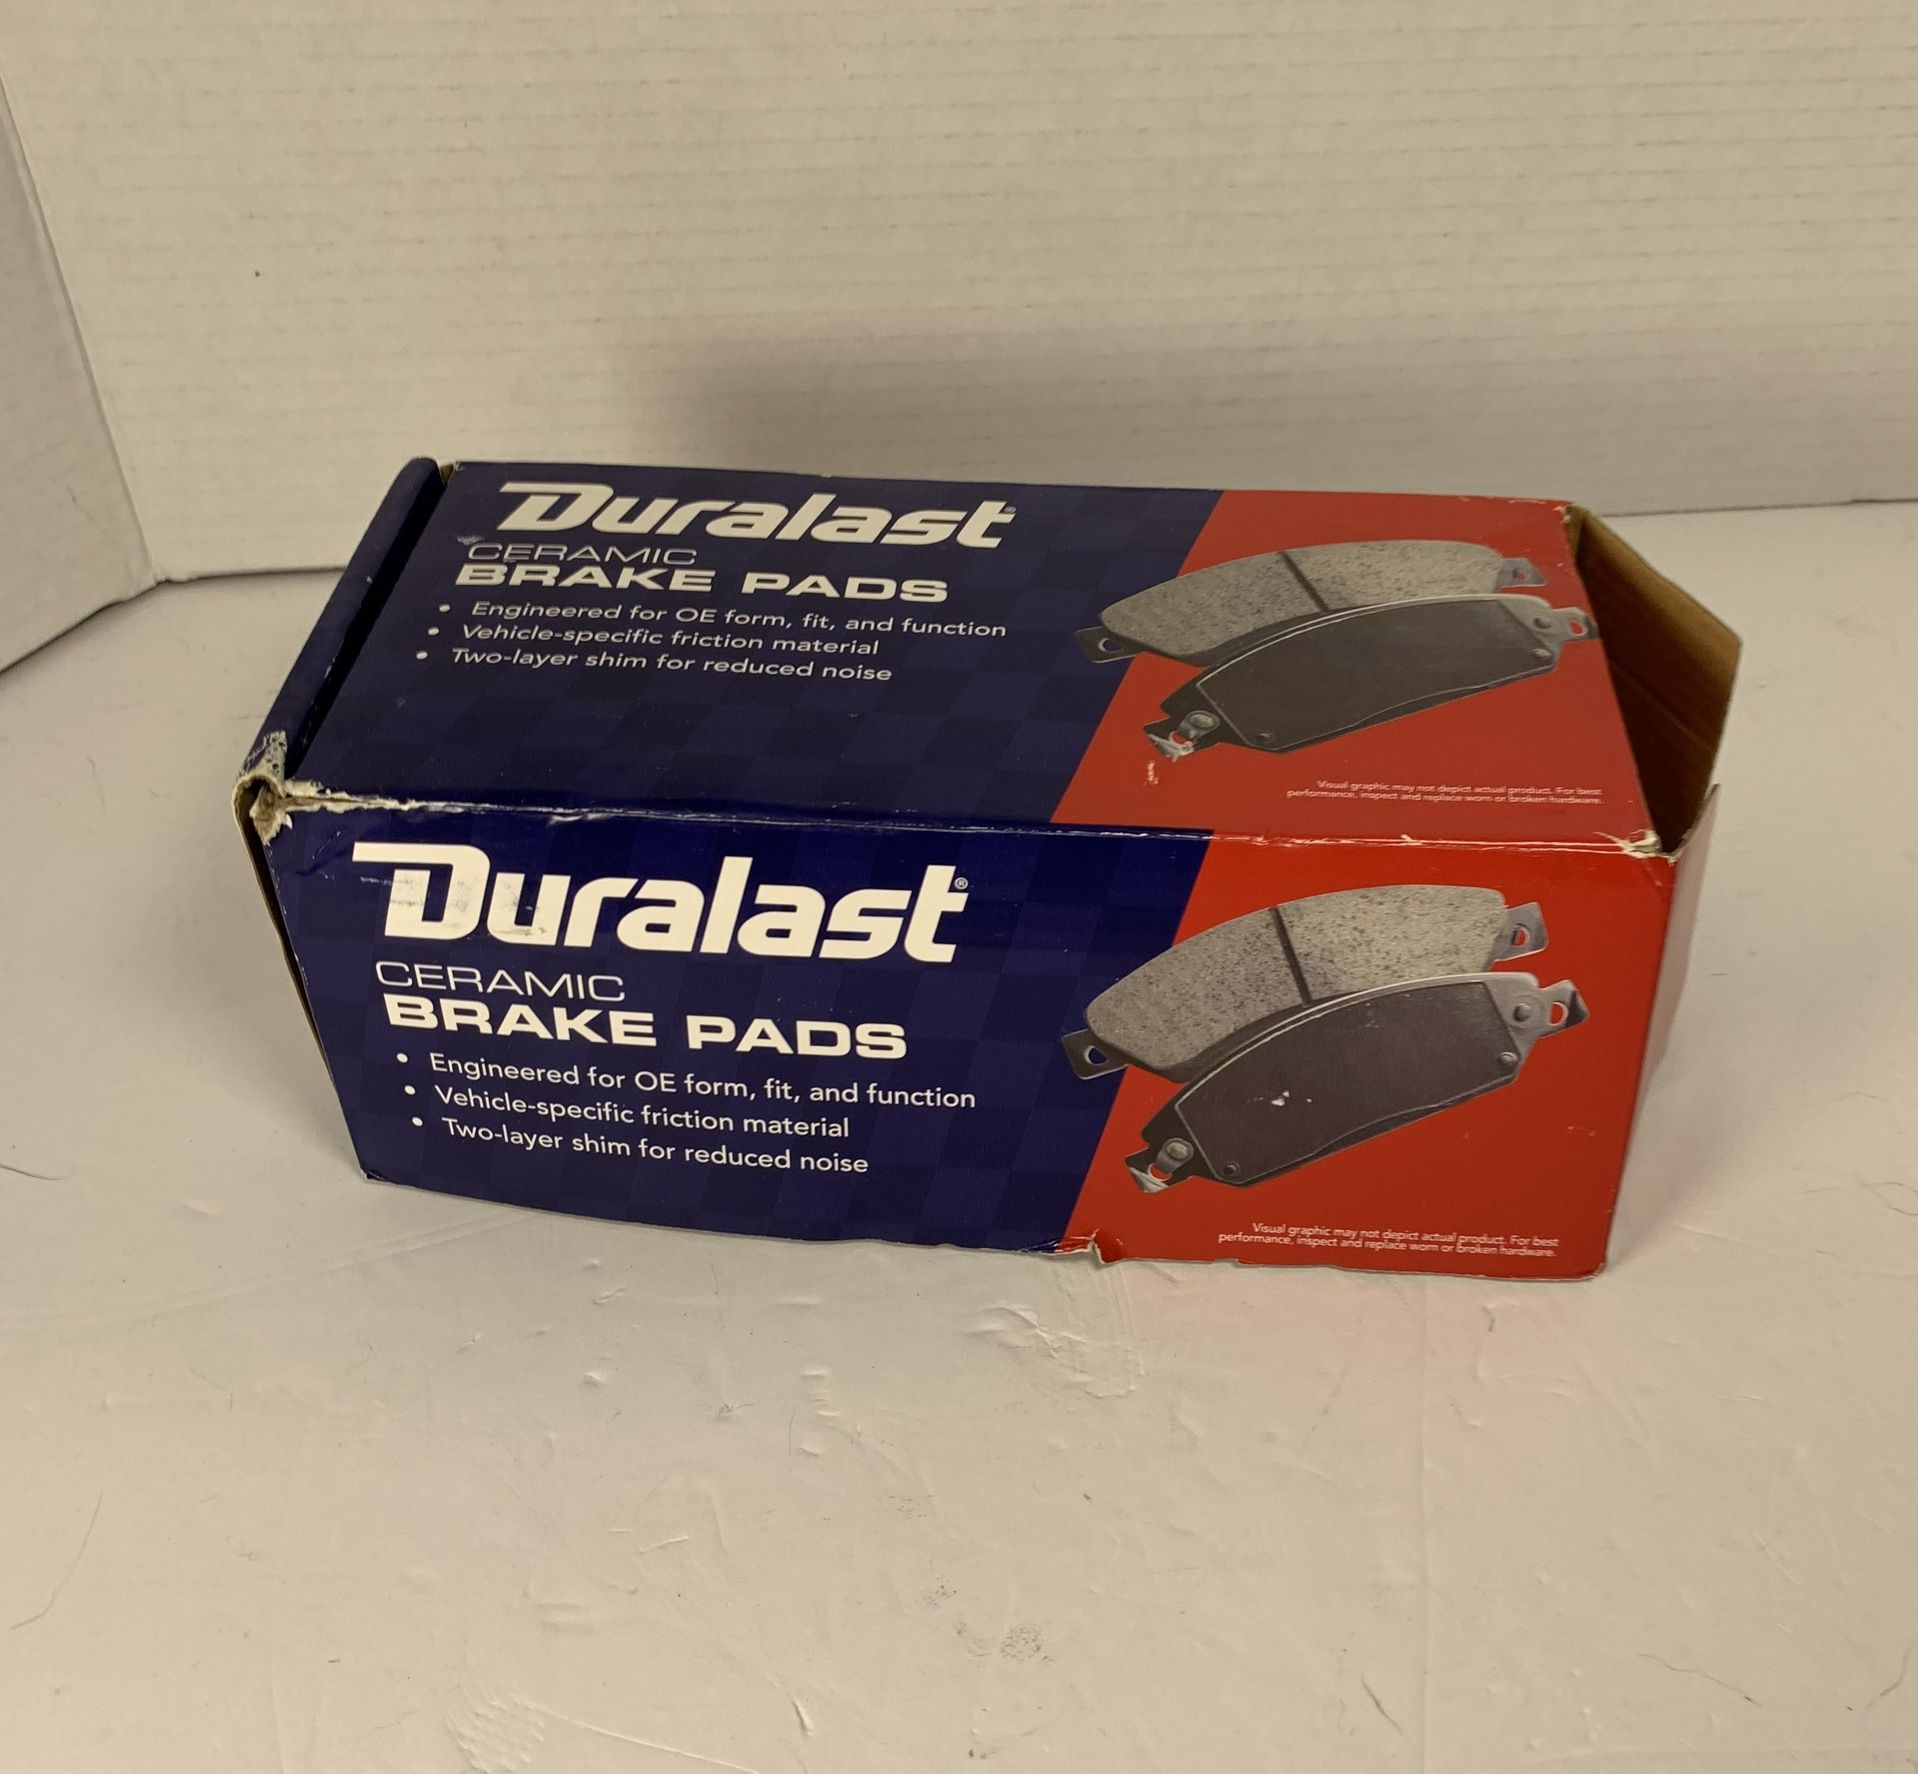 Duralast®
CERAMIC
BRAKE PADS
• Engineered for OE form, fit, and function
• Vehicle-specific friction material
• Two-layer shim for reduced noise
Visual graphic may not depict actual product. For best
performance, inspect and replace worn or broken hardware.
Duralast®
CERAMIC
BRAKE PADS
• Engineered for OE form, fit, and function
• Vehicle-specific friction material
• Two-layer shim for reduced noise
Visual graphic may not depict actual product. For best
performance, inspect and replace worn or broken hardware.